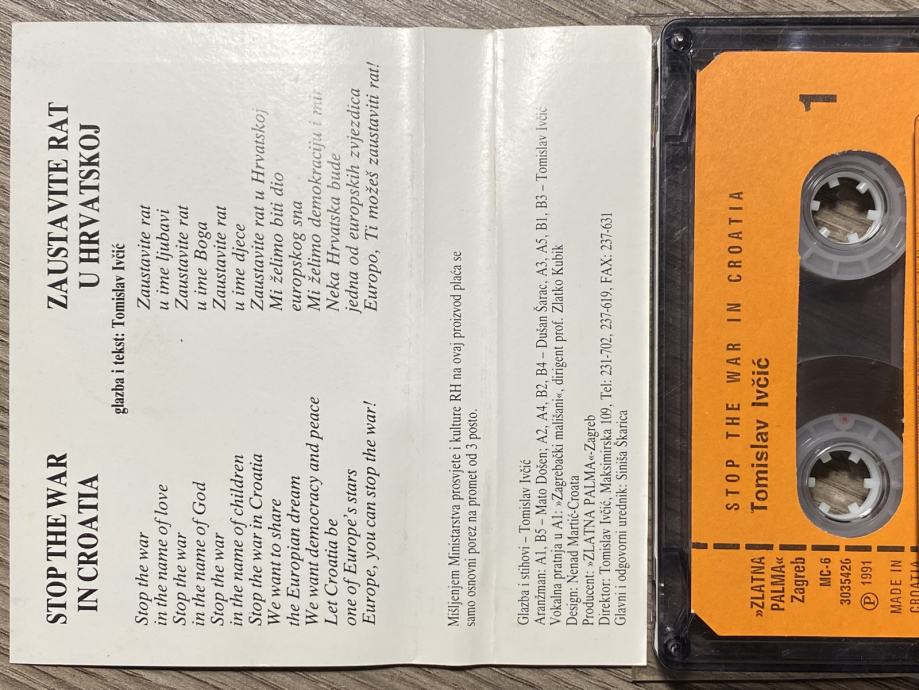 STOP THE WAR
IN CROATIA
ZAUSTAVITE RAT
U HRVATSKOJ
glazba i tekst: Tomislav Ivčić
Stop the war
in the name of love
Stop the war
in the name of God
Stop the war
in the name of children
Stop the war in Croatia
We want to share
the Europian dream
We want democracy and peace
Let Croatia be
one of Europe's stars
Europe, you can stop the war!
Zaustavite rat
u ime ljubavi
Zaustavite rat
u ime Boga
Zaustavite rat
u ime djece
Zaustavite rat u Hrvatskoj
Mi želimo biti dio
europskog sna
Mi želimo demokraciju i mir
Neka Hrvatska bude
jedna od europskih zvjezdica
Europo, Ti možeš zaustaviti rat!
Mišljenjem Ministarstva prosvjete i kulture RH na ovaj proizvod plaća se
samo osnovni porez na promet od 3 posto.
Glazba i stihovi – Tomislav Ivčić
Aranžman: A1, B5 – Mato Došen; A2, A4, B2, B4 – Dušan Šarac, A3, A5, B1, B3 – Tomislav Ivčić
Vokalna pratnja u A1: »Zagrebački mališani«, dirigent prof. Zlatko Kubik
Design: Nenad Martić-Croata
Producent: »ZLATNA PALMA«-Zagreb
Direktor: Tomislav Ivčić, Maksimirska 109, Tel: 231-702, 237-619, FAX: 237-631
Glavni i odgovorni urednik: Siniša Škarica
STOP THE WAR IN CROATIA
Tomislav Ivčić
1
»ZLATNA
PALMA«
Zagreb
MC-6
3035426
Ⓟ 1991
MADE IN
CROATIA